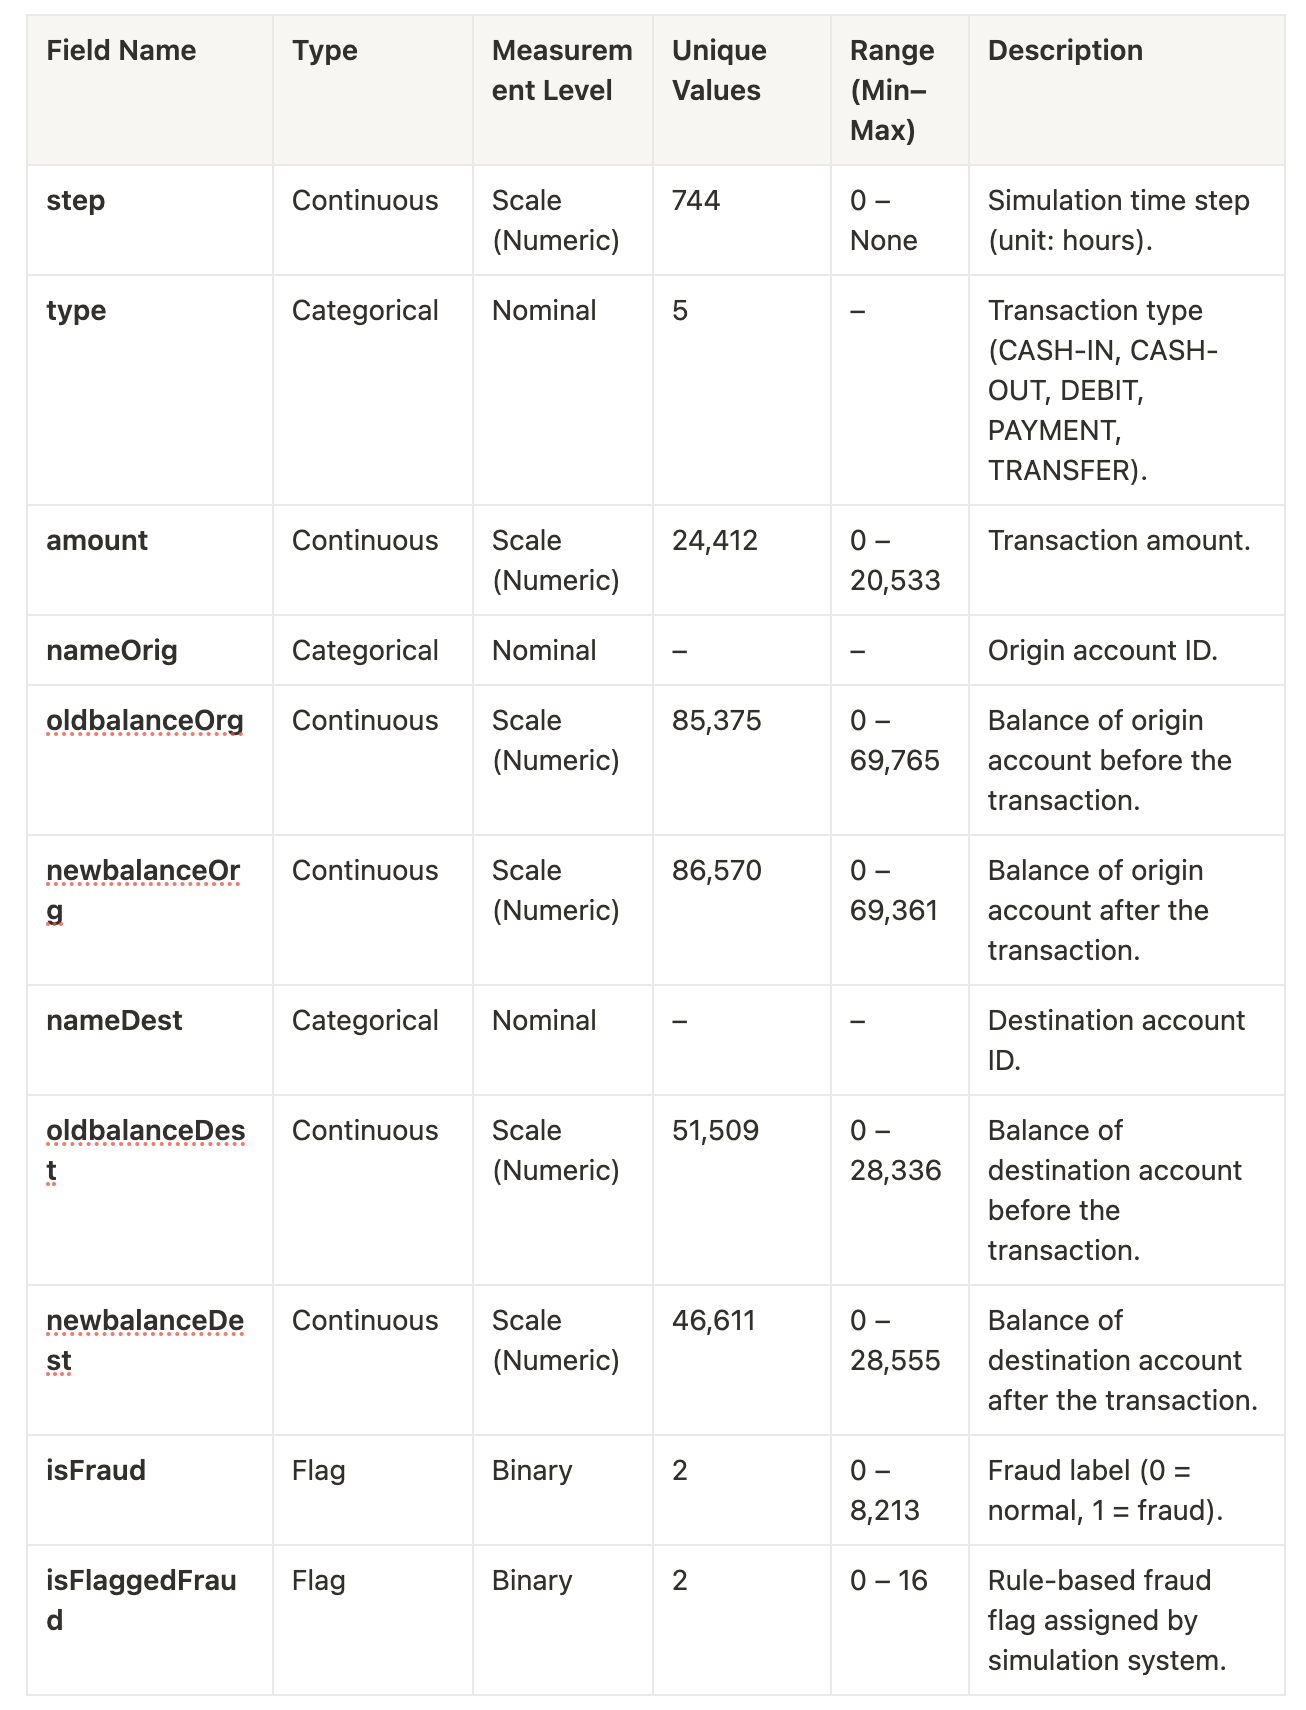 Field Name
Type
Measurem
ent Level
Unique
Values
Range
(Min–
Max)
Description
step
Continuous
Scale
(Numeric)
744
0 –
None
Simulation time step
(unit: hours).
type
Categorical
Nominal
5
–
Transaction type
(CASH-IN, CASH-
OUT, DEBIT,
PAYMENT,
TRANSFER).
amount
Continuous
Scale
(Numeric)
24,412
0 –
20,533
Transaction amount.
nameOrig
Categorical
Nominal
–
–
Origin account ID.
oldbalanceOrg
Continuous
Scale
(Numeric)
85,375
0 –
69,765
Balance of origin
account before the
transaction.
newbalanceOr
g
Continuous
Scale
(Numeric)
86,570
0 –
69,361
Balance of origin
account after the
transaction.
nameDest
Categorical
Nominal
–
–
Destination account
ID.
oldbalanceDes
t
Continuous
Scale
(Numeric)
51,509
0 –
28,336
Balance of
destination account
before the
transaction.
newbalanceDe
st
Continuous
Scale
(Numeric)
46,611
0 –
28,555
Balance of
destination account
after the transaction.
isFraud
Flag
Binary
2
0 –
8,213
Fraud label (0 =
normal, 1 = fraud).
isFlaggedFrau
d
Flag
Binary
2
0 – 16
Rule-based fraud
flag assigned by
simulation system.